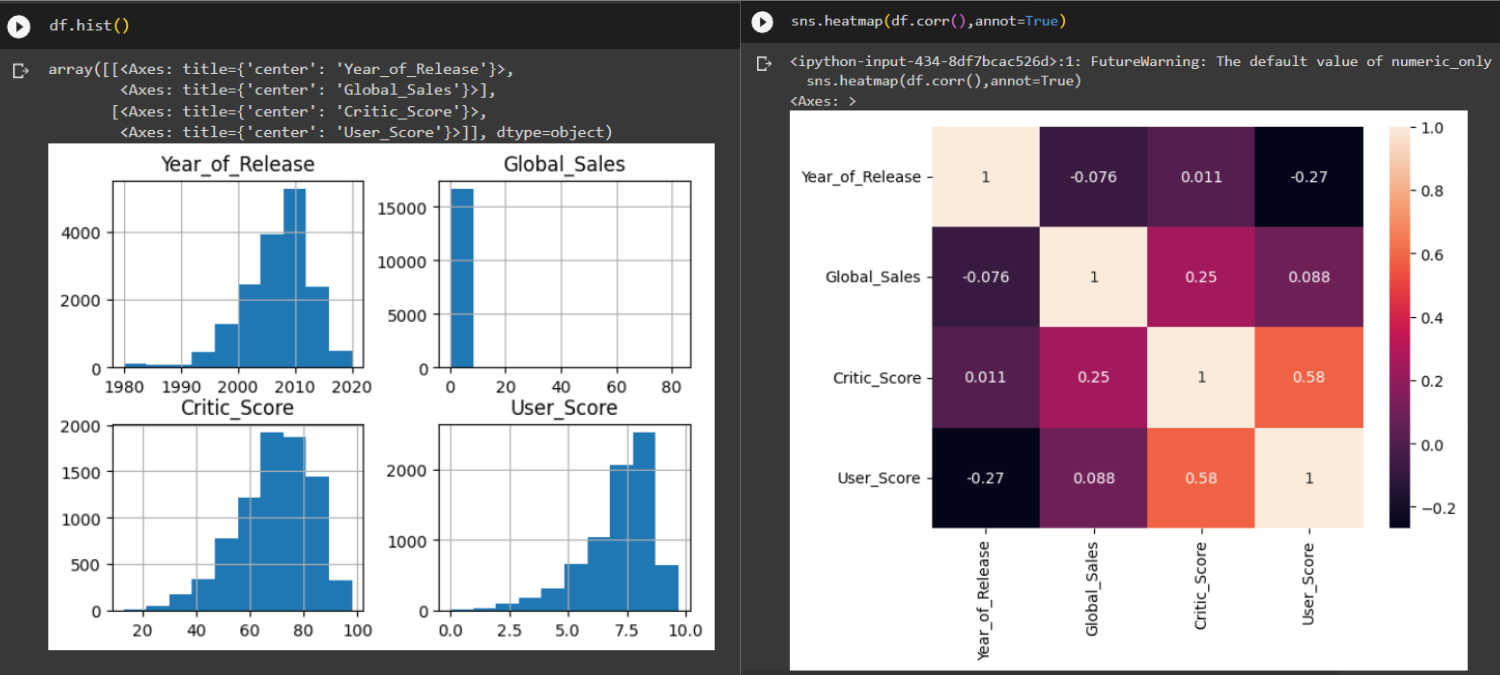 df.hist()
array([[<Axes: title={'center': 'Year_of_Release'}>,
<Axes: title={'center': 'Global_Sales'}>],
[<Axes: title={'center': 'Critic_Score'}>,
<Axes: title={'center': 'User_Score'}>]], dtype=object)
Year_of_Release
4000
2000
0
1980 1990 2000 2010 2020
Global_Sales
15000
10000
5000
0
0 20 40 60 80
Critic_Score
2000
1500
1000
500
0
20 40 60 80 100
User_Score
2000
1000
0
0.0 2.5 5.0 7.5 10.0
sns.heatmap(df.corr(),annot=True)
<ipython-input-434-8df7bcac526d>:1: FutureWarning: The default value of numeric_only
sns.heatmap(df.corr(),annot=True)
<Axes: >
Year_of_Release 1 -0.076 0.011 -0.27
Global_Sales -0.076 1 0.25 0.088
Critic_Score 0.011 0.25 1 0.58
User_Score -0.27 0.088 0.58 1
Year_of_Release
Global_Sales
Critic_Score
User_Score
1.0
0.8
0.6
0.4
0.2
0.0
−0.2